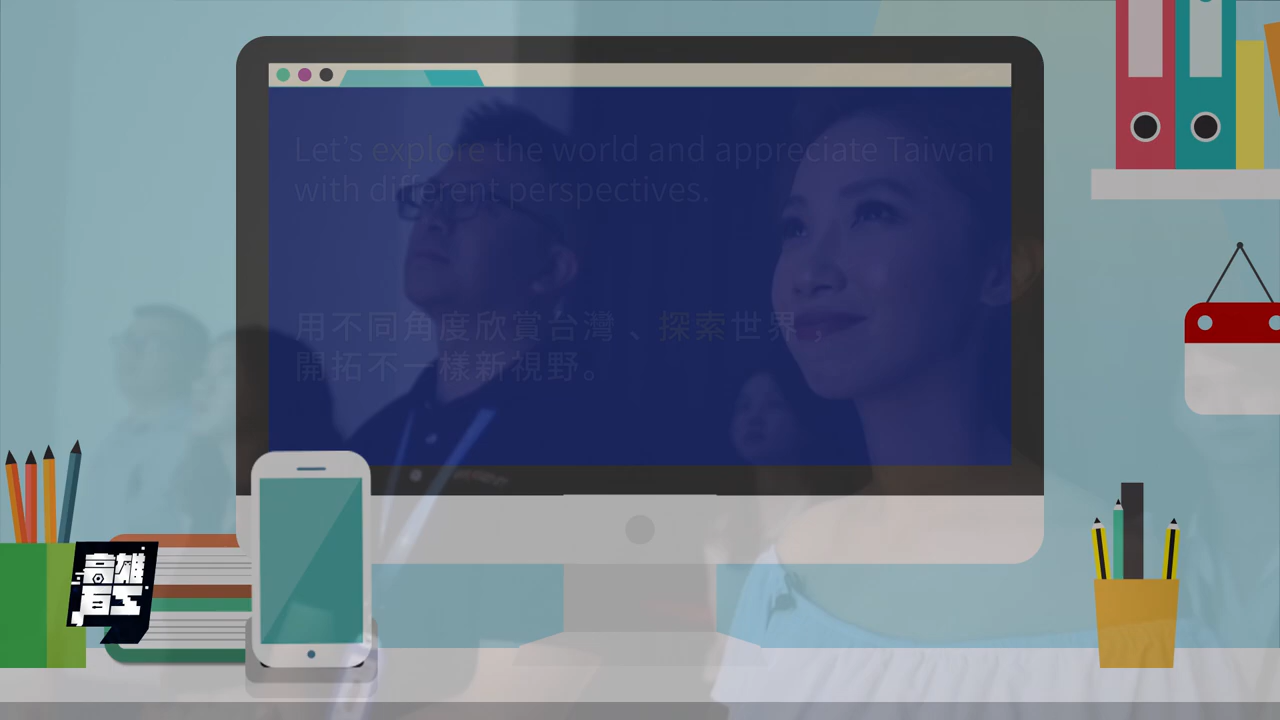 Let's explore the world and appreciate Taiwan
with different perspectives.
用不同角度欣賞台灣、探索世界，
開拓不一樣新視野。
高雄